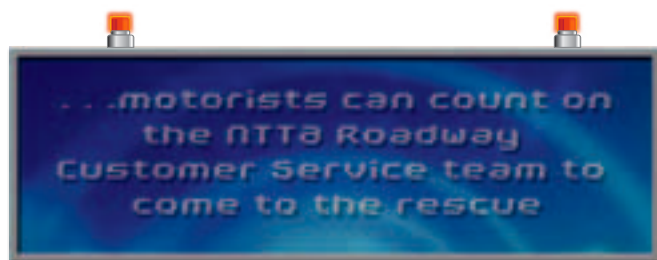 ...motorists can count on
the NTTA Roadway
Customer Service team to
come to the rescue